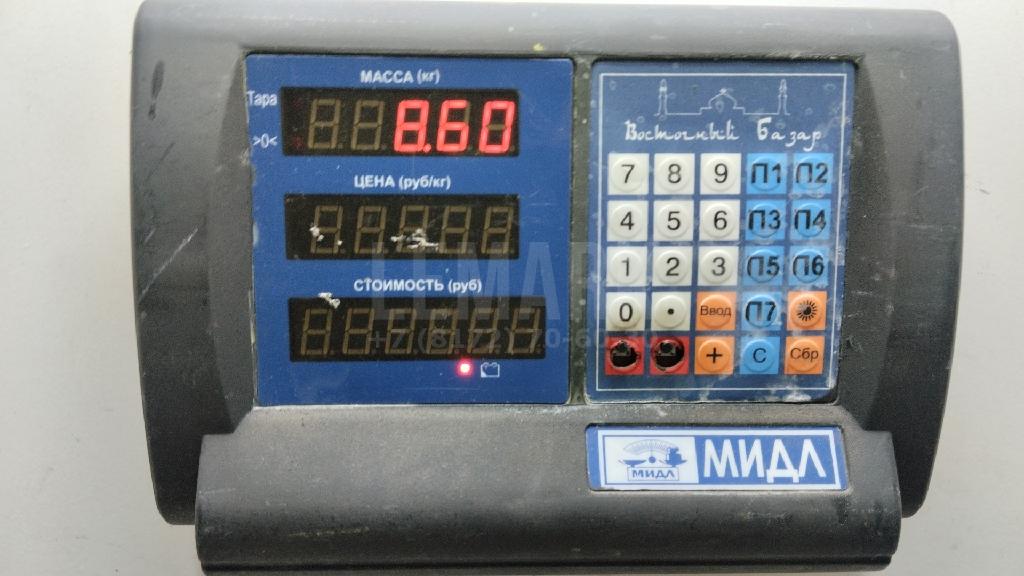 МАССА (кг)
Тара
>0<
8.60
ЦЕНА (руб/кг)
СТОИМОСТЬ (руб)
Восточный Базар
7 8 9 П1 П2
4 5 6 П3 П4
1 2 3 П5 П6
0 . Ввод П7
+ С Сбр
МИДЛ
МИДЛ